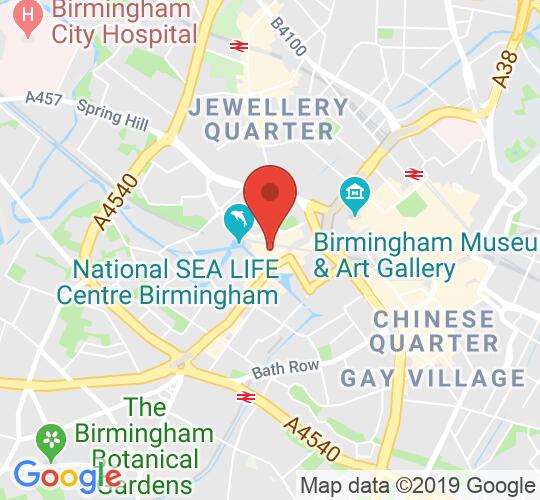 Birmingham
City Hospital
B4100
A38
A457
Spring Hill
JEWELLERY
QUARTER
A4540
Birmingham Museu
& Art Gallery
National SEA LIFE
Centre Birmingham
CHINESE
QUARTER
Bath Row
GAY VILLAGE
The
Birmingham
Botanical
Gardens
A4540
Google
Map data ©2019 Google
H